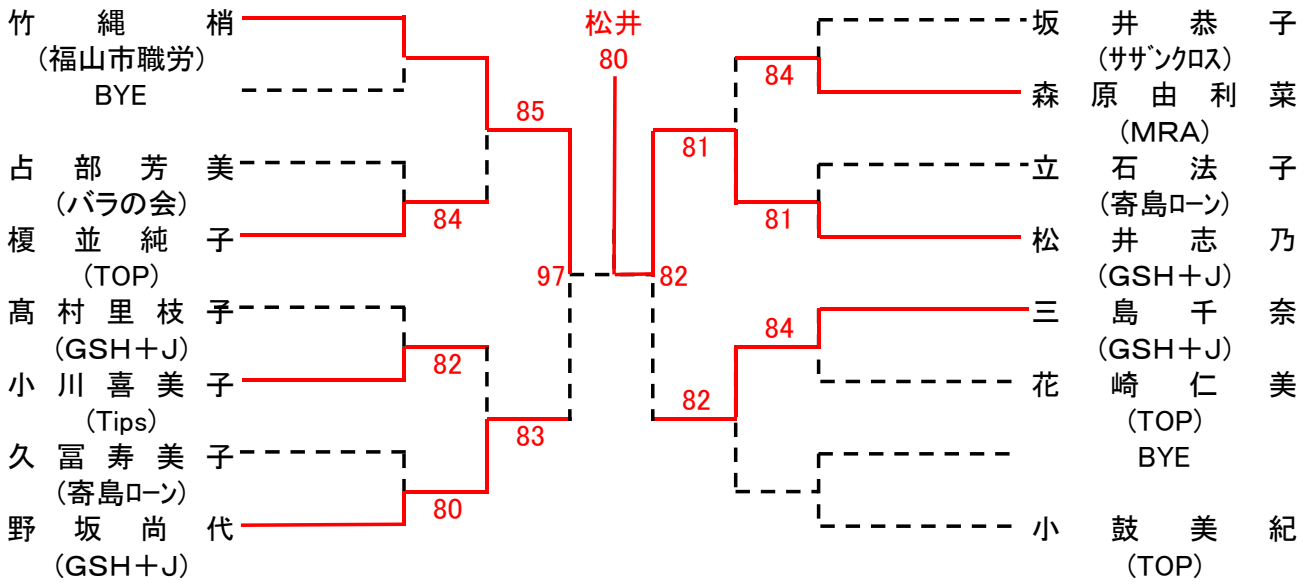 竹縄梢
(福山市職労)
BYE
占部芳美
(バラの会)
榎並純子
(TOP)
髙村里枝子
(GSH+J)
小川喜美子
(Tips)
久冨寿美子
(寄島ローン)
野坂尚代
(GSH+J)
85
84
97
82
83
80
松井
80
84
81
81
82
84
82
坂井恭子
(サザンクロス)
森原由利菜
(MRA)
立石法子
(寄島ローン)
松井志乃
(GSH+J)
三島千奈
(GSH+J)
花崎仁美
(TOP)
BYE
小鼓美紀
(TOP)